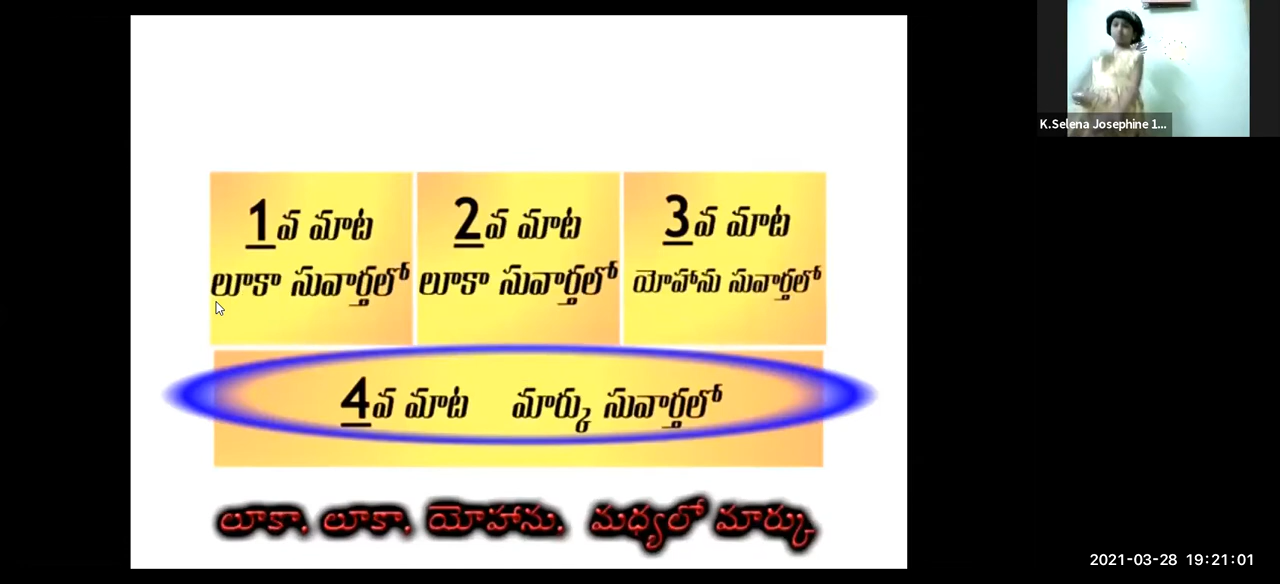 1వ మాట
లూకా సువార్తలో
2వ మాట
లూకా సువార్తలో
3వ మాట
యోహాను సువార్తలో
4వ మాట మార్కు సువార్తలో
లూకా, లూకా, యోహాను, మధ్యలో మార్కు
K.Selena Josephine 1...
2021-03-28 19:21:01